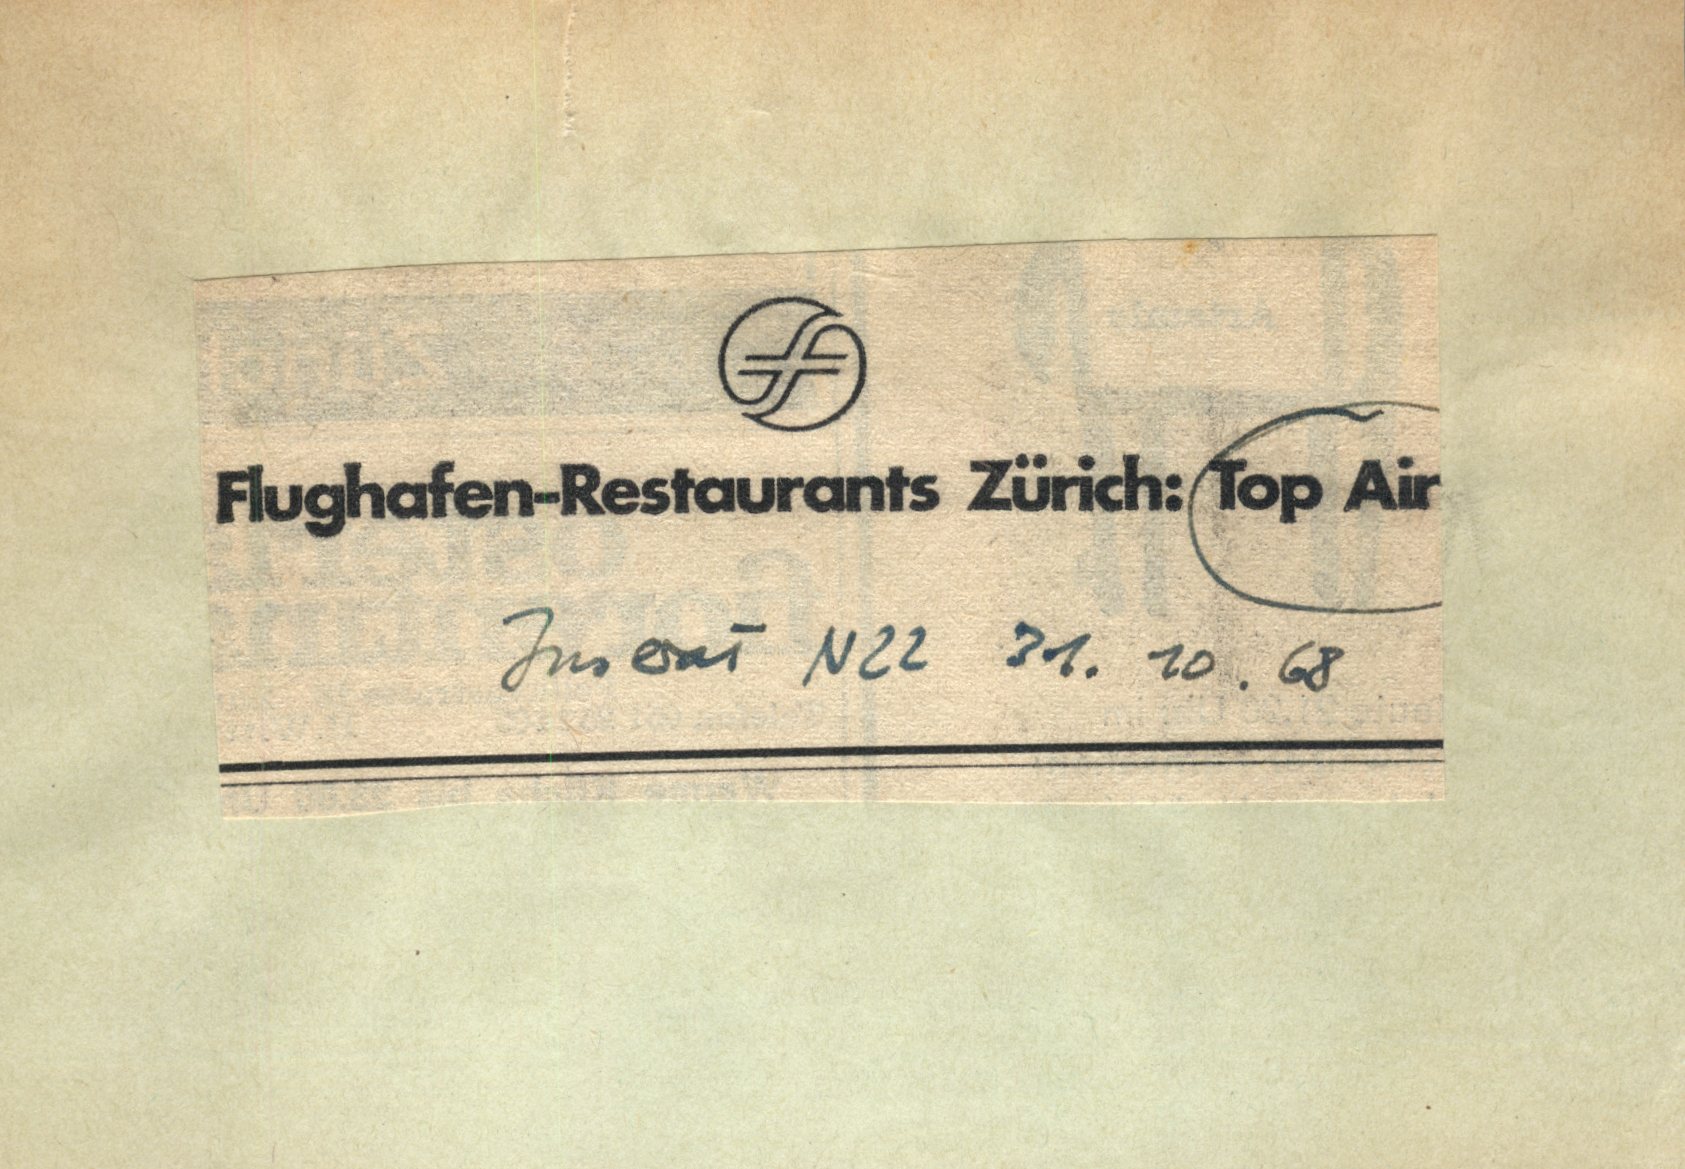 Flughafen-Restaurants Zürich: Top Air
Inserat NZZ 31. 10. 68